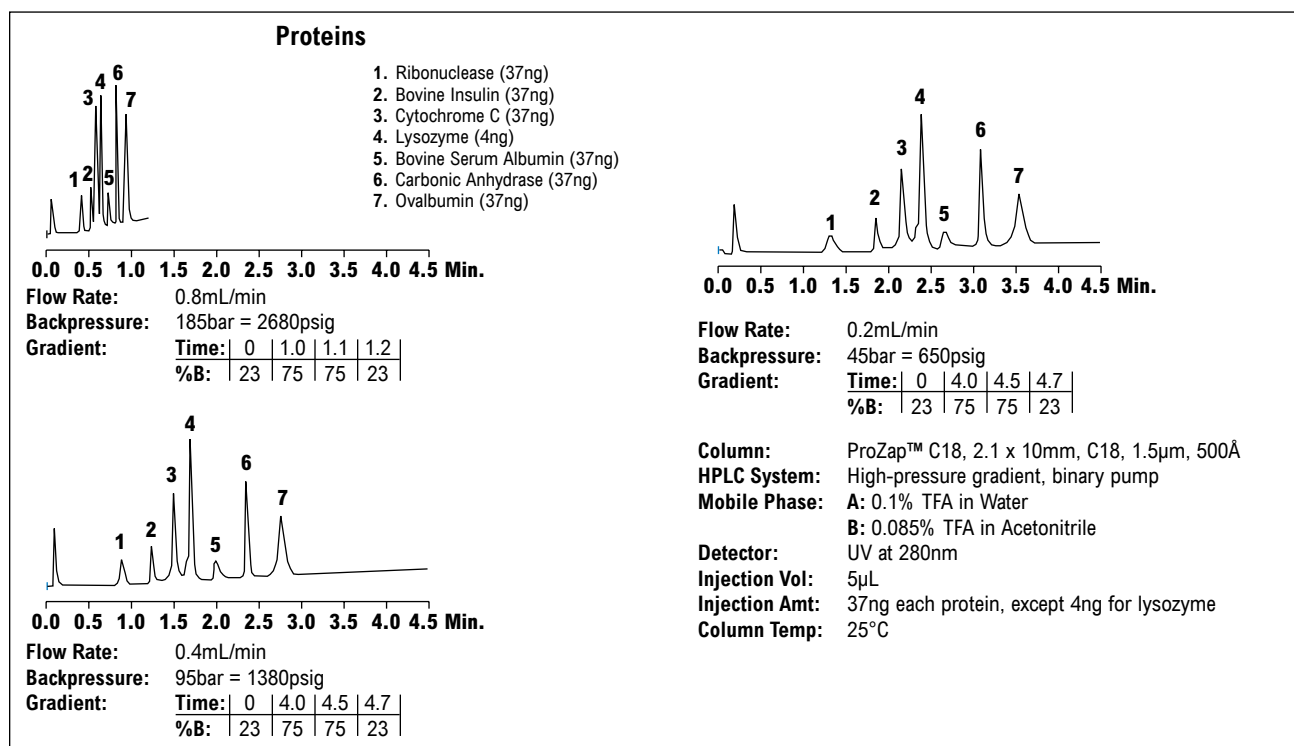 Proteins
1. Ribonuclease (37ng)
2. Bovine Insulin (37ng)
3. Cytochrome C (37ng)
4. Lysozyme (4ng)
5. Bovine Serum Albumin (37ng)
6. Carbonic Anhydrase (37ng)
7. Ovalbumin (37ng)
1 2 3 4 5 6 7
0.0 0.5 1.0 1.5 2.0 2.5 3.0 3.5 4.0 4.5 Min.
Flow Rate: 0.8mL/min
Backpressure: 185bar = 2680psig
Gradient: Time: 0 1.0 1.1 1.2
%B: 23 75 75 23
1 2 3 4 5 6 7
0.0 0.5 1.0 1.5 2.0 2.5 3.0 3.5 4.0 4.5 Min.
Flow Rate: 0.4mL/min
Backpressure: 95bar = 1380psig
Gradient: Time: 0 4.0 4.5 4.7
%B: 23 75 75 23
1 2 3 4 5 6 7
0.0 0.5 1.0 1.5 2.0 2.5 3.0 3.5 4.0 4.5 Min.
Flow Rate: 0.2mL/min
Backpressure: 45bar = 650psig
Gradient: Time: 0 4.0 4.5 4.7
%B: 23 75 75 23
Column: ProZap™ C18, 2.1 x 10mm, C18, 1.5µm, 500Å
HPLC System: High-pressure gradient, binary pump
Mobile Phase: A: 0.1% TFA in Water
B: 0.085% TFA in Acetonitrile
Detector: UV at 280nm
Injection Vol: 5µL
Injection Amt: 37ng each protein, except 4ng for lysozyme
Column Temp: 25°C